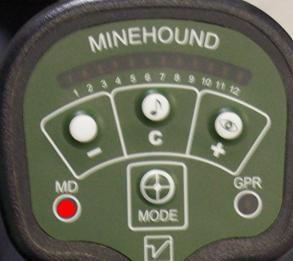 MINEHOUND
1 2 3 4 5 6 7 8 9 10 11 12
- C +
MD GPR
MODE